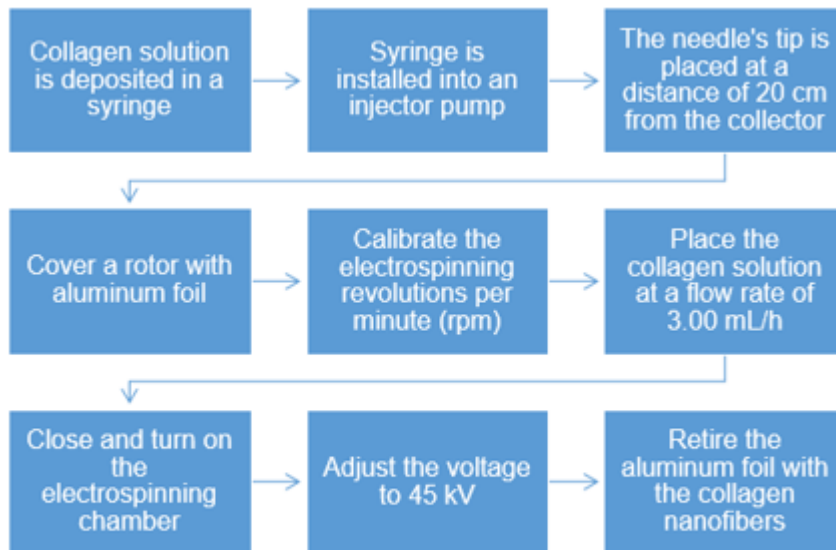 Collagen solution
is deposited in a
syringe
Syringe is
installed into an
injector pump
The needle's tip is
placed at a
distance of 20 cm
from the collector
Cover a rotor with
aluminum foil
Calibrate the
electrospinning
revolutions per
minute (rpm)
Place the
collagen solution
at a flow rate of
3.00 mL/h
Close and turn on
the
electrospinning
chamber
Adjust the voltage
to 45 kV
Retire the
aluminum foil with
the collagen
nanofibers